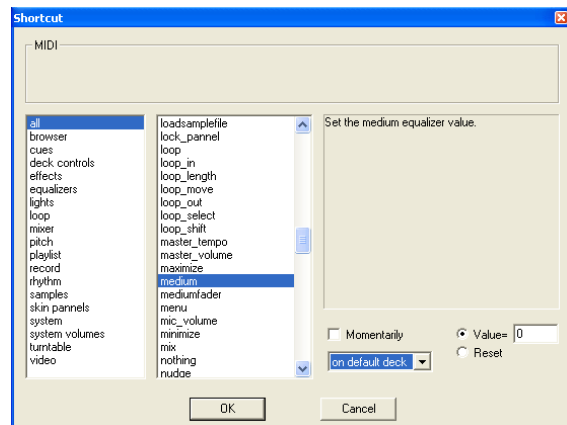 Shortcut
MIDI
all
browser
cues
deck controls
effects
equalizers
lights
loop
mixer
pitch
playlist
record
rhythm
samples
skin pannels
system
system volumes
turntable
video
loadsamplefile
lock_pannel
loop
loop_in
loop_length
loop_move
loop_out
loop_select
loop_shift
master_tempo
master_volume
maximize
medium
mediumfader
menu
mic_volume
minimize
mix
nothing
nudge
Set the medium equalizer value.
Momentarily
Value= 0
on default deck
Reset
OK
Cancel